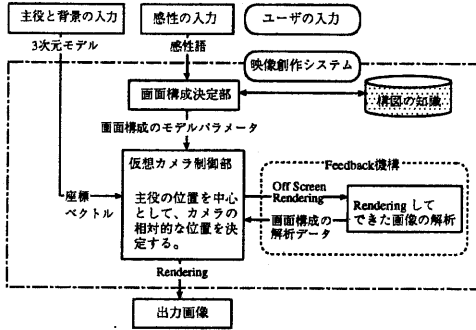 主役と背景の入力
感性の入力
ユーザの入力
3次元モデル
感性語
映像創作システム
画面構成決定部
構図の知識
画面構成のモデルパラメータ
仮想カメラ制御部
Feedback機構
主役の位置を中心
として、カメラの
相対的な位置を決
定する。
座標
ベクトル
Off Screen
Rendering
Rendering して
できた画像の解析
画面構成の
解析データ
Rendering
出力画像